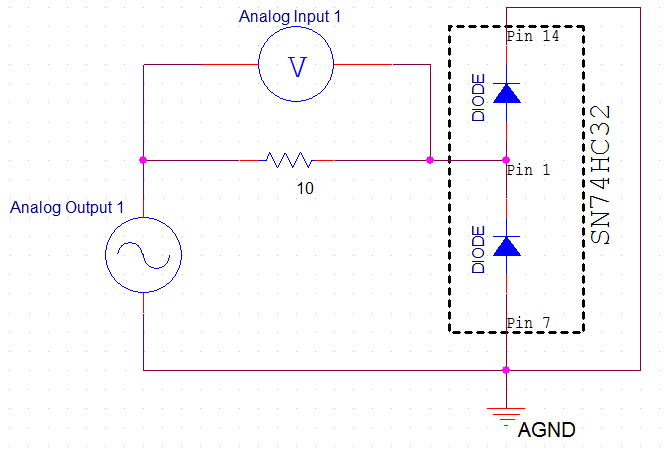 Analog Input 1
V
Pin 14
DIODE
10
Pin 1
SN74HC32
Analog Output 1
DIODE
Pin 7
AGND